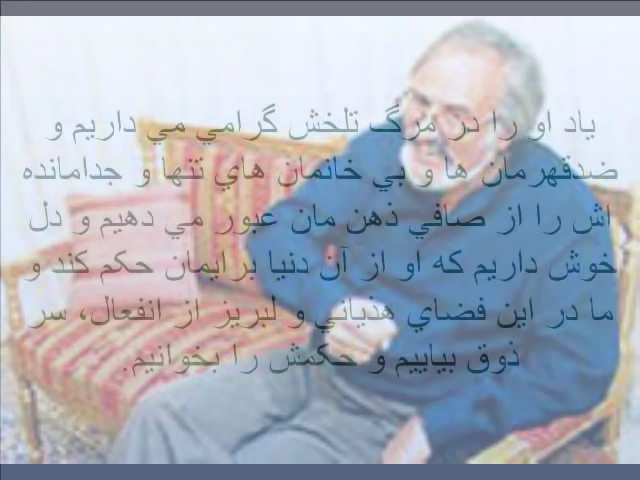 ياد او را در مرگ تلخش گرامي مي داريم و
ضدقهرمان ها و بي خانمان هاي تنها و جدامانده
اش را از صافي ذهن مان عبور مي دهيم و دل
خوش داريم كه او از آن دنيا برايمان حكم كند و
ما در اين فضاي هذياني و لبريز از انفعال، سر
ذوق بياييم و حكمش را بخوانيم.